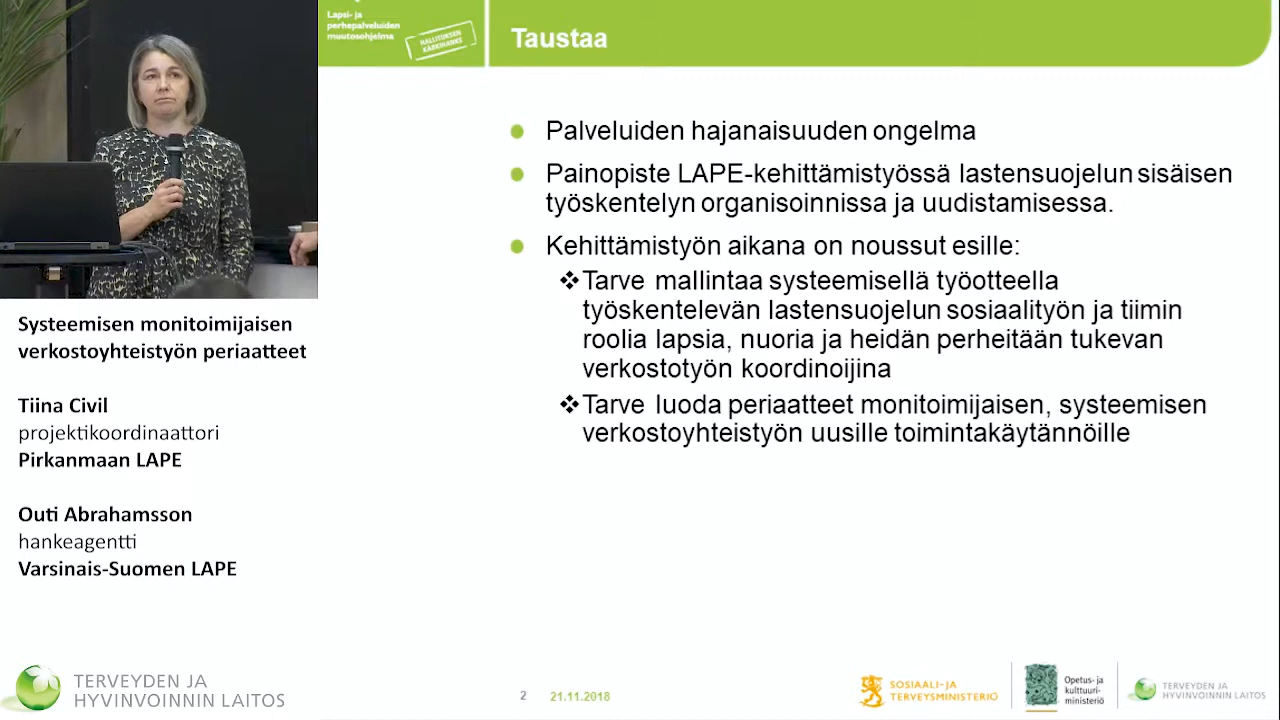 Lapsi- ja
perhepalveluiden
muutosohjelma
HALLITUKSEN
KÄRKIHANKE
Taustaa
Palveluiden hajanaisuuden ongelma
Painopiste LAPE-kehittämistyössä lastensuojelun sisäisen
työskentelyn organisoinnissa ja uudistamisessa.
Kehittämistyön aikana on noussut esille:
Tarve mallintaa systeemisellä työotteella
työskentelevän lastensuojelun sosiaalityön ja tiimin
roolia lapsia, nuoria ja heidän perheitään tukevan
verkostotyön koordinoijina
Tarve luoda periaatteet monitoimijaisen, systeemisen
verkostoyhteistyön uusille toimintakäytännöille
Systeemisen monitoimijaisen
verkostoyhteistyön periaatteet
Tiina Civil
projektikoordinaattori
Pirkanmaan LAPE
Outi Abrahamsson
hankeagentti
Varsinais-Suomen LAPE
TERVEYDEN JA
HYVINVOINNIN LAITOS
2 21.11.2018
SOSIAALI- JA
TERVEYSMINISTERIÖ
Opetus- ja
kulttuuri-
ministeriö
TERVEYDEN JA
HYVINVOINNIN LAITOS